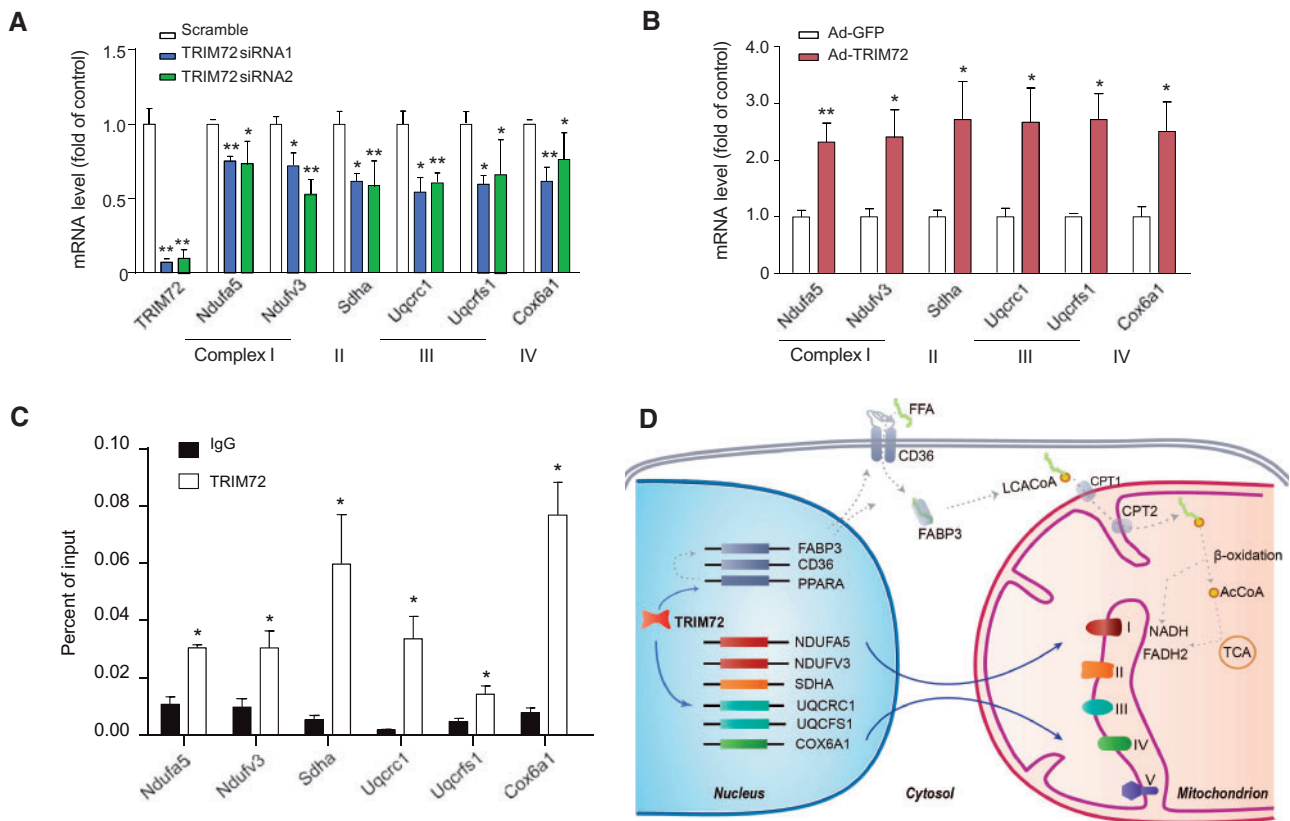 A
Scramble
TRIM72 siRNA1
TRIM72 siRNA2
mRNA level (fold of control)
1.5
1.0
0.5
0
** **
** *
* **
* **
* **
* *
** *
TRIM72
Ndufa5
Ndufv3
Sdha
Uqcrc1
Uqcrfs1
Cox6a1
Complex I
II
III
IV
B
Ad-GFP
Ad-TRIM72
mRNA level (fold of control)
4.0
3.0
2.0
1.0
0
** * * * * *
Ndufa5
Ndufv3
Sdha
Uqcrc1
Uqcrfs1
Cox6a1
Complex I
II
III
IV
C
IgG
TRIM72
Percent of input
0.10
0.08
0.06
0.04
0.02
0.00
* * * * * *
Ndufa5
Ndufv3
Sdha
Uqcrc1
Uqcrfs1
Cox6a1
D
FFA
CD36
LCACoA
CPT1
CPT2
FABP3
β-oxidation
AcCoA
NADH
FADH2
TCA
FABP3
CD36
PPARA
TRIM72
NDUFA5
NDUFV3
SDHA
UQCRC1
UQCFS1
COX6A1
I
II
III
IV
V
Nucleus
Cytosol
Mitochondrion